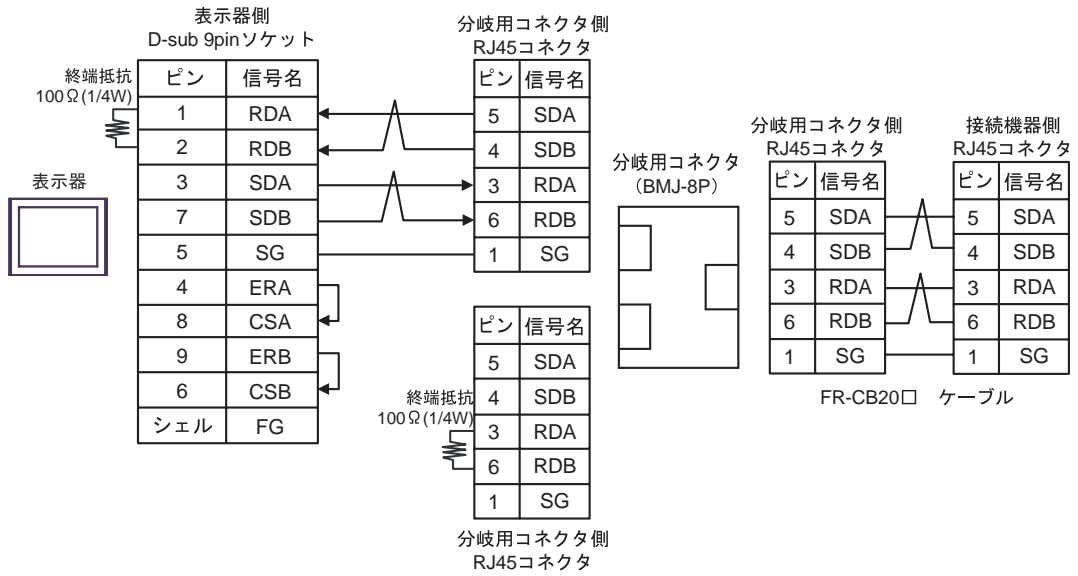 表示器側
D-sub 9pinソケット
終端抵抗
100Ω(1/4W)
ピン 信号名
1 RDA
2 RDB
3 SDA
7 SDB
5 SG
4 ERA
8 CSA
9 ERB
6 CSB
シェル FG
表示器
分岐用コネクタ側
RJ45コネクタ
ピン 信号名
5 SDA
4 SDB
3 RDA
6 RDB
1 SG
終端抵抗
100Ω(1/4W)
ピン 信号名
5 SDA
4 SDB
3 RDA
6 RDB
1 SG
分岐用コネクタ側
RJ45コネクタ
分岐用コネクタ
（BMJ-8P）
分岐用コネクタ側
RJ45コネクタ
ピン 信号名
5 SDA
4 SDB
3 RDA
6 RDB
1 SG
接続機器側
RJ45コネクタ
ピン 信号名
5 SDA
4 SDB
3 RDA
6 RDB
1 SG
FR-CB20□ ケーブル